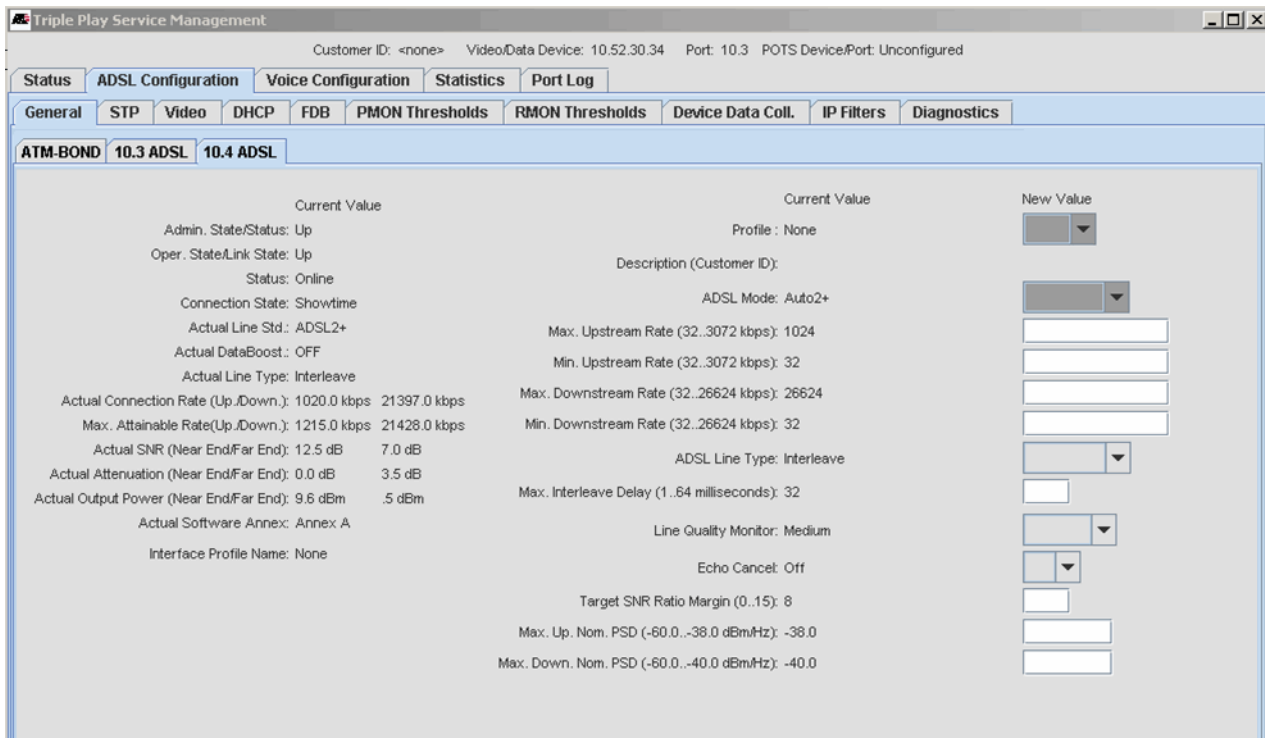 Triple Play Service Management
Customer ID: <none> Video/Data Device: 10.52.30.34 Port: 10.3 POTS Device/Port: Unconfigured
Status ADSL Configuration Voice Configuration Statistics Port Log
General STP Video DHCP FDB PMON Thresholds RMON Thresholds Device Data Coll. IP Filters Diagnostics
ATM-BOND 10.3 ADSL 10.4 ADSL
Current Value
Admin. State/Status: Up
Oper. State/Link State: Up
Status: Online
Connection State: Showtime
Actual Line Std.: ADSL2+
Actual DataBoost.: OFF
Actual Line Type: Interleave
Actual Connection Rate (Up./Down.): 1020.0 kbps 21397.0 kbps
Max. Attainable Rate(Up./Down.): 1215.0 kbps 21428.0 kbps
Actual SNR (Near End/Far End): 12.5 dB 7.0 dB
Actual Attenuation (Near End/Far End): 0.0 dB 3.5 dB
Actual Output Power (Near End/Far End): 9.6 dBm .5 dBm
Actual Software Annex: Annex A
Interface Profile Name: None
Current Value New Value
Profile : None
Description (Customer ID):
ADSL Mode: Auto2+
Max. Upstream Rate (32..3072 kbps): 1024
Min. Upstream Rate (32..3072 kbps): 32
Max. Downstream Rate (32..26624 kbps): 26624
Min. Downstream Rate (32..26624 kbps): 32
ADSL Line Type: Interleave
Max. Interleave Delay (1..64 milliseconds): 32
Line Quality Monitor: Medium
Echo Cancel: Off
Target SNR Ratio Margin (0..15): 8
Max. Up. Nom. PSD (-60.0..-38.0 dBm/Hz): -38.0
Max. Down. Nom. PSD (-60.0..-40.0 dBm/Hz): -40.0